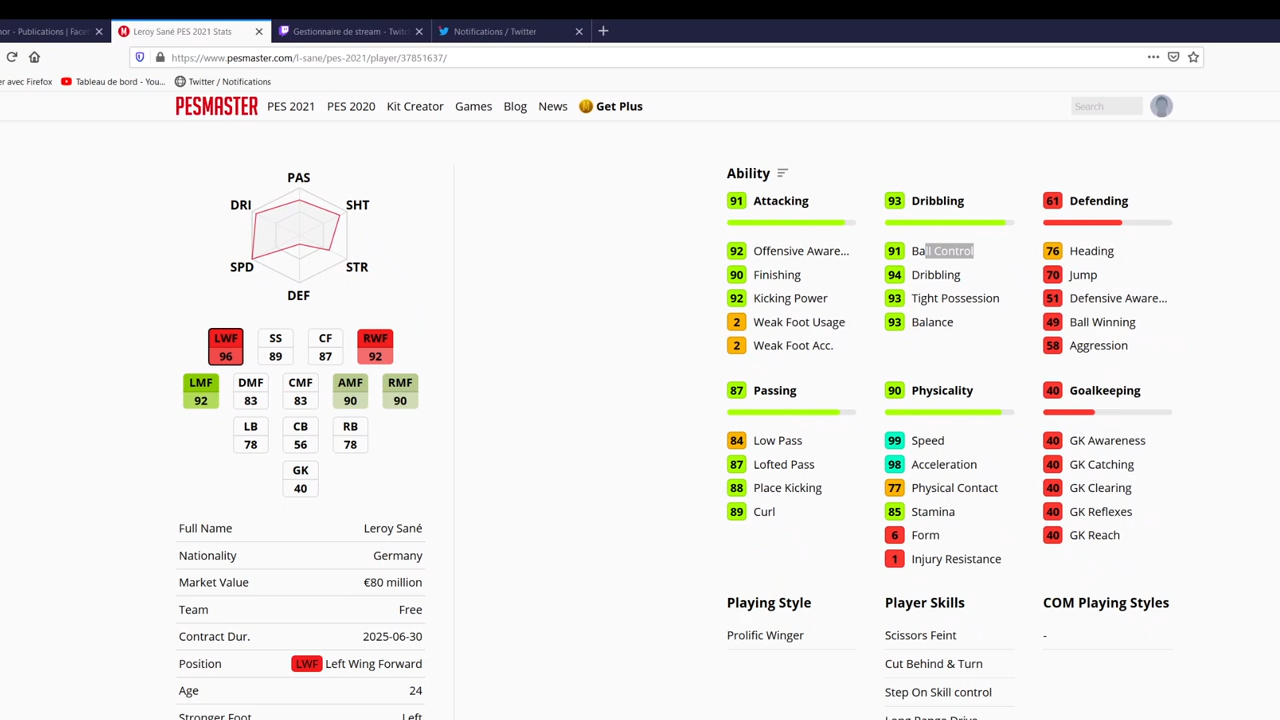 nor - Publications | Face
Leroy Sané PES 2021 Stats
Gestionnaire de stream - Twitch
Notifications / Twitter
https://www.pesmaster.com/l-sane/pes-2021/player/37851637/
er avec Firefox
Tableau de bord - You...
Twitter / Notifications
PESMASTER PES 2021 PES 2020 Kit Creator Games Blog News Get Plus
Search
PAS
DRI
SHT
SPD
STR
DEF
LWF SS CF RWF
96 89 87 92
LMF DMF CMF AMF RMF
92 83 83 90 90
LB CB RB
78 56 78
GK
40
Full Name Leroy Sané
Nationality Germany
Market Value €80 million
Team Free
Contract Dur. 2025-06-30
Position LWF Left Wing Forward
Age 24
Stronger Foot Left
Ability
91 Attacking
92 Offensive Aware...
90 Finishing
92 Kicking Power
2 Weak Foot Usage
2 Weak Foot Acc.
93 Dribbling
91 Ball Control
94 Dribbling
93 Tight Possession
93 Balance
61 Defending
76 Heading
70 Jump
51 Defensive Aware...
49 Ball Winning
58 Aggression
87 Passing
84 Low Pass
87 Lofted Pass
88 Place Kicking
89 Curl
90 Physicality
99 Speed
98 Acceleration
77 Physical Contact
85 Stamina
6 Form
1 Injury Resistance
40 Goalkeeping
40 GK Awareness
40 GK Catching
40 GK Clearing
40 GK Reflexes
40 GK Reach
Playing Style
Prolific Winger
Player Skills
Scissors Feint
Cut Behind & Turn
Step On Skill control
Long Range Drive
COM Playing Styles
-